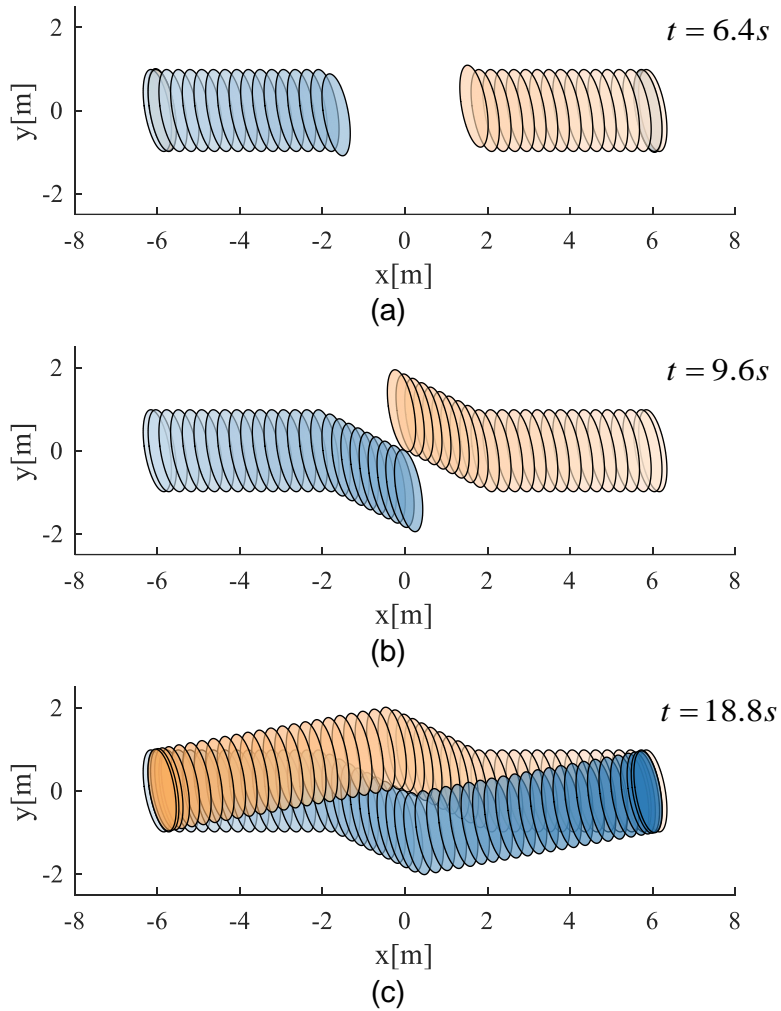 t = 6.4s
2
0
-2
y[m]
-8 -6 -4 -2 0 2 4 6 8
x[m]
(a)
t = 9.6s
2
0
-2
y[m]
-8 -6 -4 -2 0 2 4 6 8
x[m]
(b)
t = 18.8s
2
0
-2
y[m]
-8 -6 -4 -2 0 2 4 6 8
x[m]
(c)